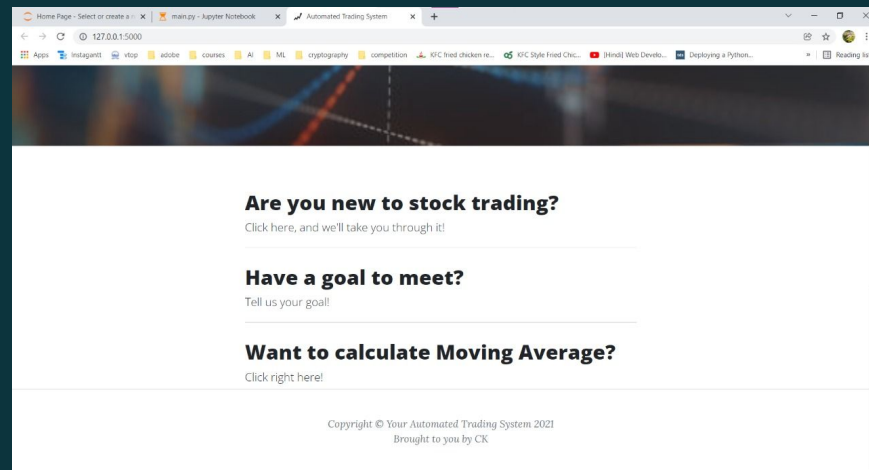 Home Page - Select or create a n
main.py - Jupyter Notebook
Automated Trading System
127.0.0.1:5000
Apps
Instagantt
vtop
adobe
courses
AI
ML
cryptography
competition
KFC fried chicken re...
KFC Style Fried Chic...
[Hindi] Web Develo...
Deploying a Python...
»
Reading lis
Are you new to stock trading?
Click here, and we'll take you through it!
Have a goal to meet?
Tell us your goal!
Want to calculate Moving Average?
Click right here!
Copyright © Your Automated Trading System 2021
Brought to you by CK